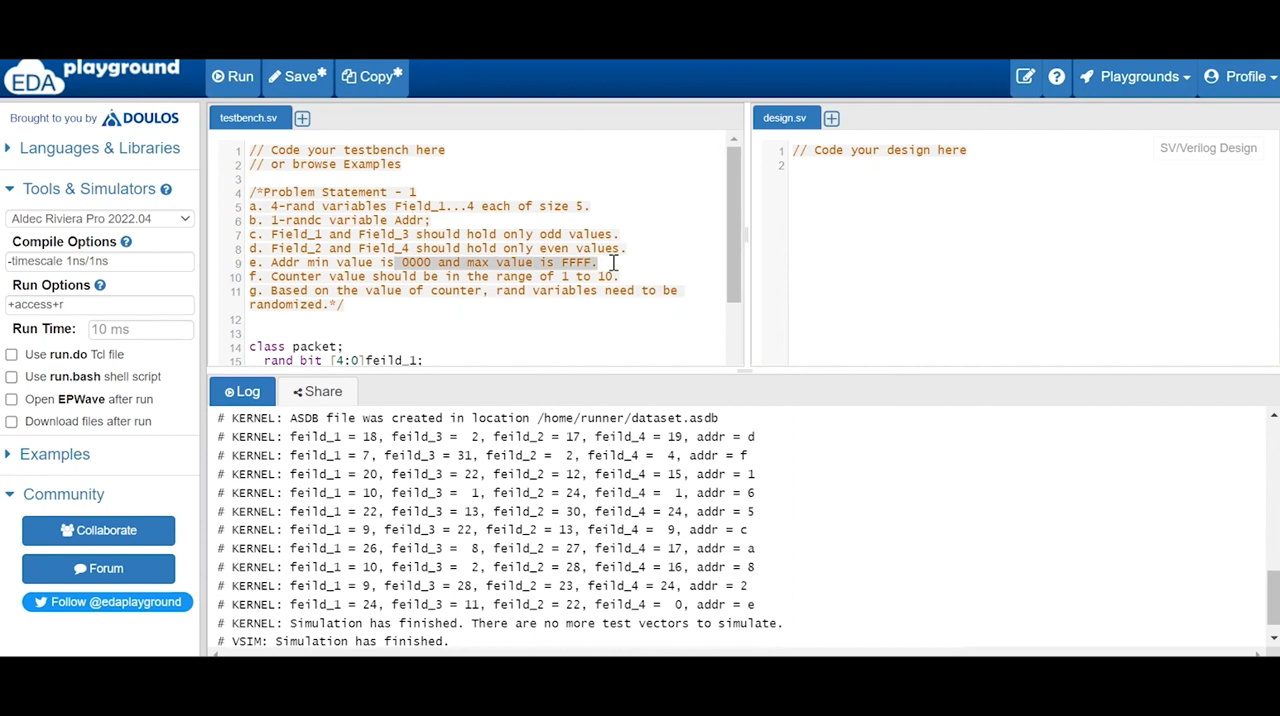 EDA playground
Run
Save*
Copy*
Playgrounds
Profile
Brought to you by DOULOS
Languages & Libraries
Tools & Simulators
Aldec Riviera Pro 2022.04
Compile Options
-timescale 1ns/1ns
Run Options
+access+r
Run Time: 10 ms
Use run.do Tcl file
Use run.bash shell script
Open EPWave after run
Download files after run
Examples
Community
Collaborate
Forum
Follow @edaplayground
testbench.sv
1 // Code your testbench here
2 // or browse Examples
3
4 /*Problem Statement - 1
5 a. 4-rand variables Field_1...4 each of size 5.
6 b. 1-randc variable Addr;
7 c. Field_1 and Field_3 should hold only odd values.
8 d. Field_2 and Field_4 should hold only even values.
9 e. Addr min value is 0000 and max value is FFFF.
10 f. Counter value should be in the range of 1 to 10.
11 g. Based on the value of counter, rand variables need to be
randomized.*/
12
13
14 class packet;
15 rand bit [4:0]feild_1;
design.sv
1 // Code your design here
2
SV/Verilog Design
Log
Share
# KERNEL: ASDB file was created in location /home/runner/dataset.asdb
# KERNEL: feild_1 = 18, feild_3 =  2, feild_2 = 17, feild_4 = 19, addr = d
# KERNEL: feild_1 = 7, feild_3 = 31, feild_2 =  2, feild_4 =  4, addr = f
# KERNEL: feild_1 = 20, feild_3 = 22, feild_2 = 12, feild_4 = 15, addr = 1
# KERNEL: feild_1 = 10, feild_3 =  1, feild_2 = 24, feild_4 =  1, addr = 6
# KERNEL: feild_1 = 22, feild_3 = 13, feild_2 = 30, feild_4 = 24, addr = 5
# KERNEL: feild_1 = 9, feild_3 = 22, feild_2 = 13, feild_4 =  9, addr = c
# KERNEL: feild_1 = 26, feild_3 =  8, feild_2 = 27, feild_4 = 17, addr = a
# KERNEL: feild_1 = 10, feild_3 =  2, feild_2 = 28, feild_4 = 16, addr = 8
# KERNEL: feild_1 = 9, feild_3 = 28, feild_2 = 23, feild_4 = 24, addr = 2
# KERNEL: feild_1 = 24, feild_3 = 11, feild_2 = 22, feild_4 =  0, addr = e
# KERNEL: Simulation has finished. There are no more test vectors to simulate.
# VSIM: Simulation has finished.